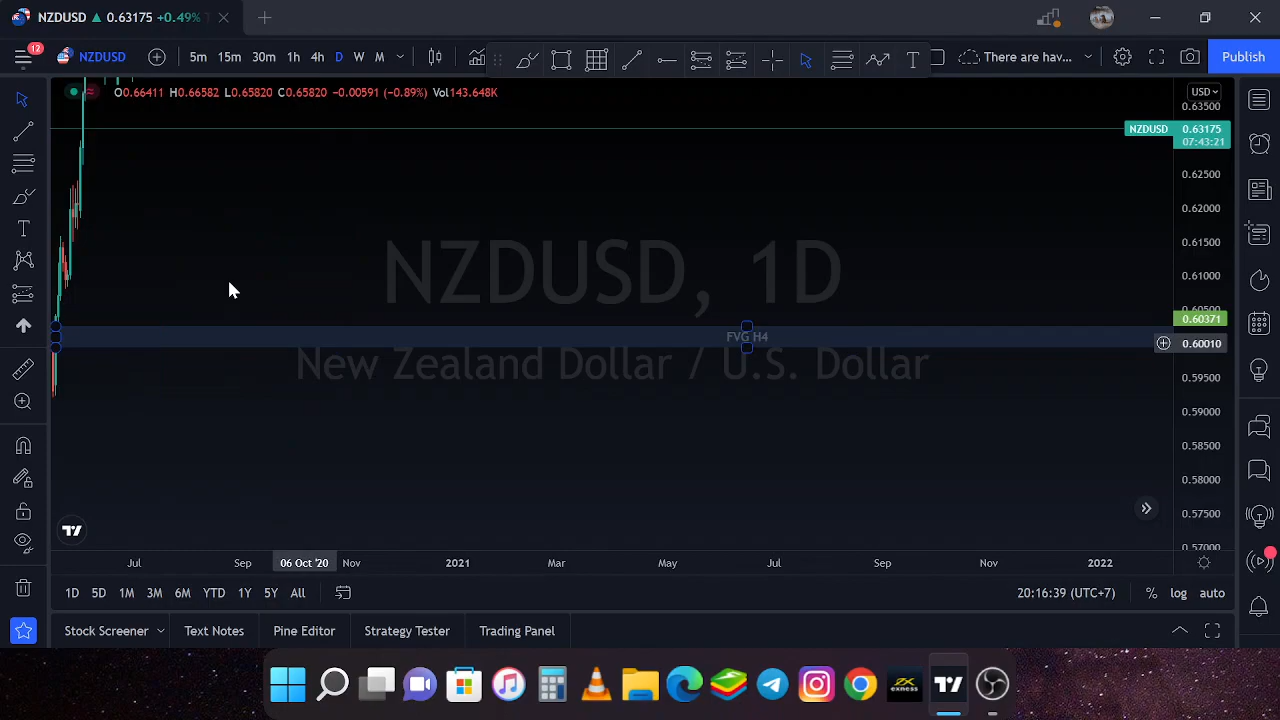 NZDUSD ▲ 0.63175 +0.49%
12
NZDUSD
5m 15m 30m 1h 4h D W M
There are hav...
Publish
O0.66411 H0.66582 L0.65820 C0.65820 −0.00591 (−0.89%) Vol143.648K
USD
0.63500
NZDUSD 0.63175
07:43:21
0.62500
0.62000
0.61500
0.61000
0.60500
0.60371
0.60010
0.59500
0.59000
0.58500
0.58000
0.57500
0.57000
NZDUSD, 1D
FVG H4
New Zealand Dollar / U.S. Dollar
Jul Sep 06 Oct '20 Nov 2021 Mar May Jul Sep Nov 2022
1D 5D 1M 3M 6M YTD 1Y 5Y All
20:16:39 (UTC+7) % log auto
Stock Screener Text Notes Pine Editor Strategy Tester Trading Panel
exness